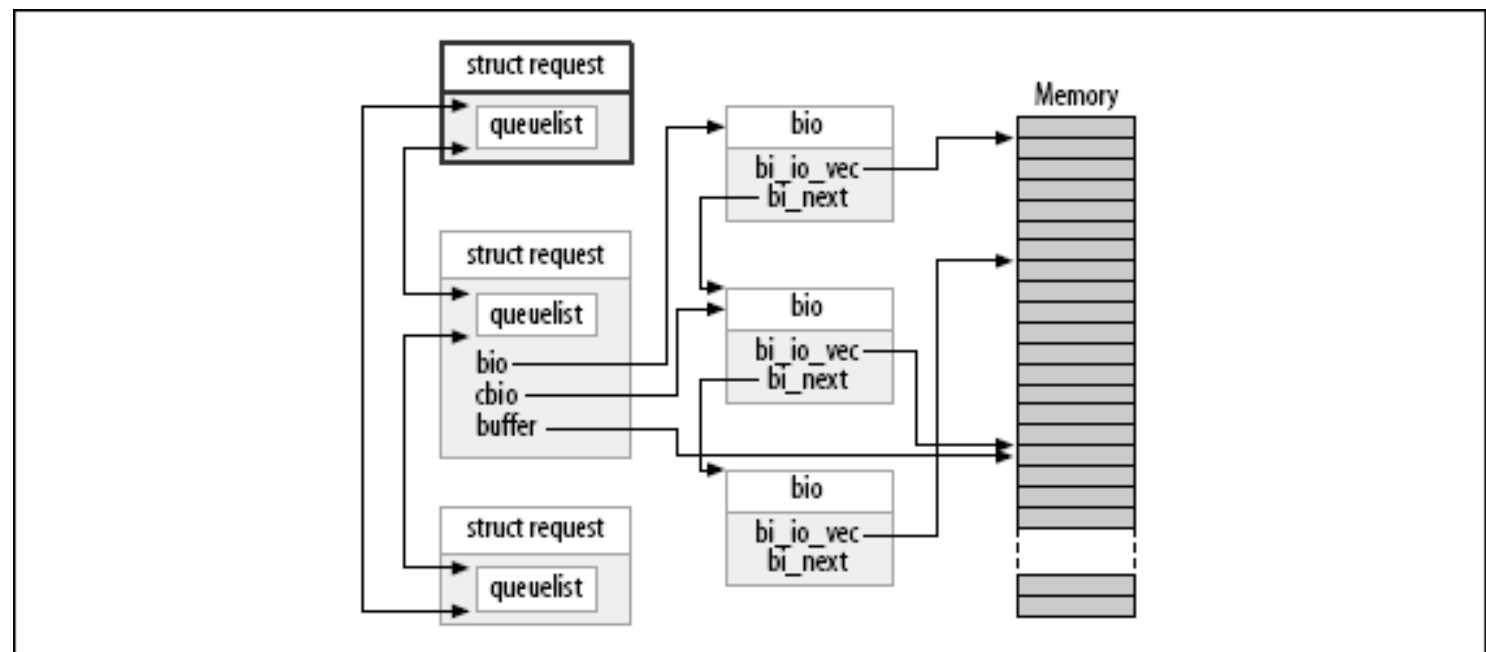 struct request
queuelist
struct request
queuelist
bio
cbio
buffer
struct request
queuelist
bio
bi_io_vec
bi_next
bio
bi_io_vec
bi_next
bio
bi_io_vec
bi_next
Memory